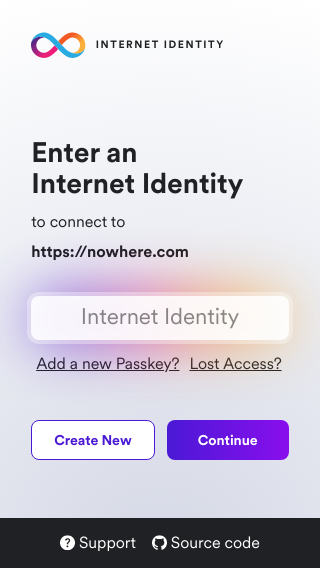 INTERNET IDENTITY
Enter an
Internet Identity
to connect to
https://nowhere.com
Internet Identity
Add a new Passkey? Lost Access?
Create New Continue
Support Source code